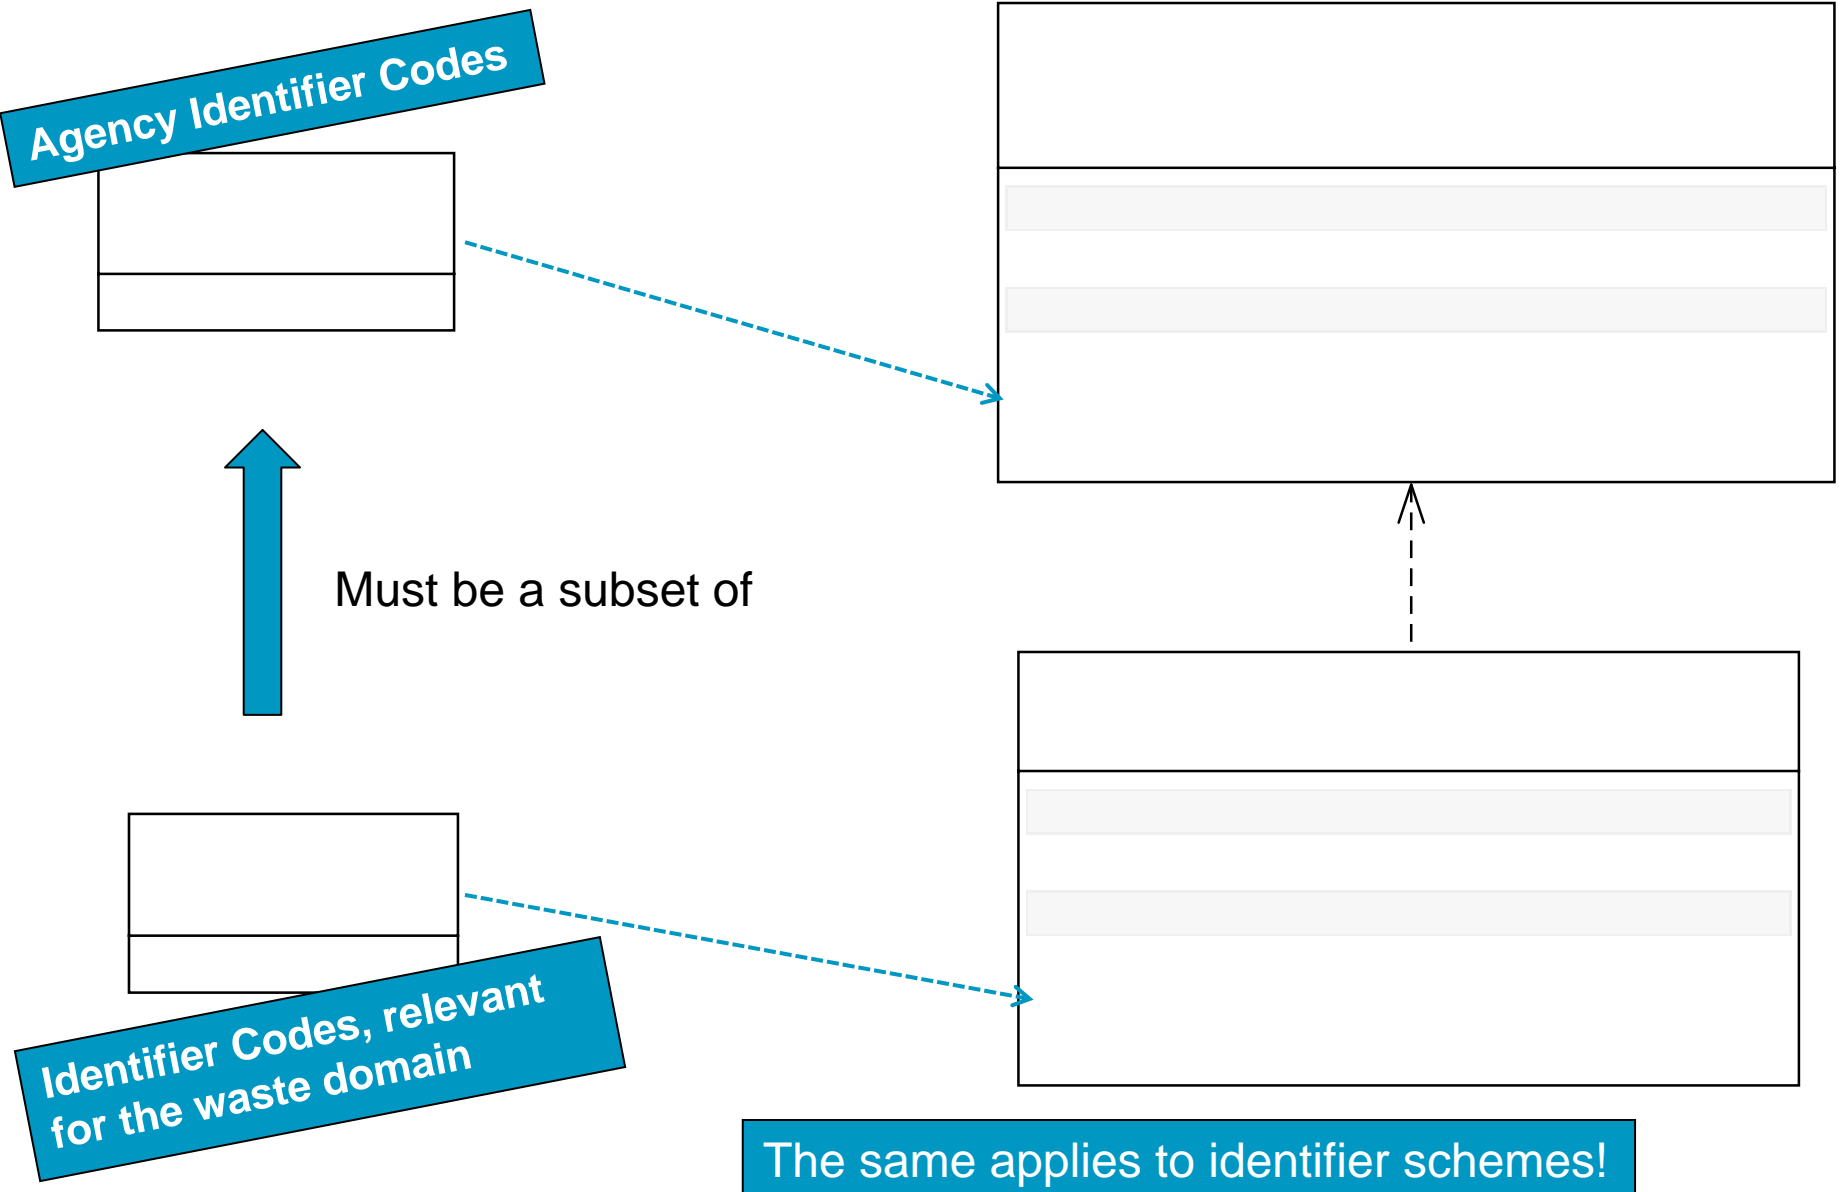 Agency Identifier Codes
Must be a subset of
Identifier Codes, relevant
for the waste domain
The same applies to identifier schemes!